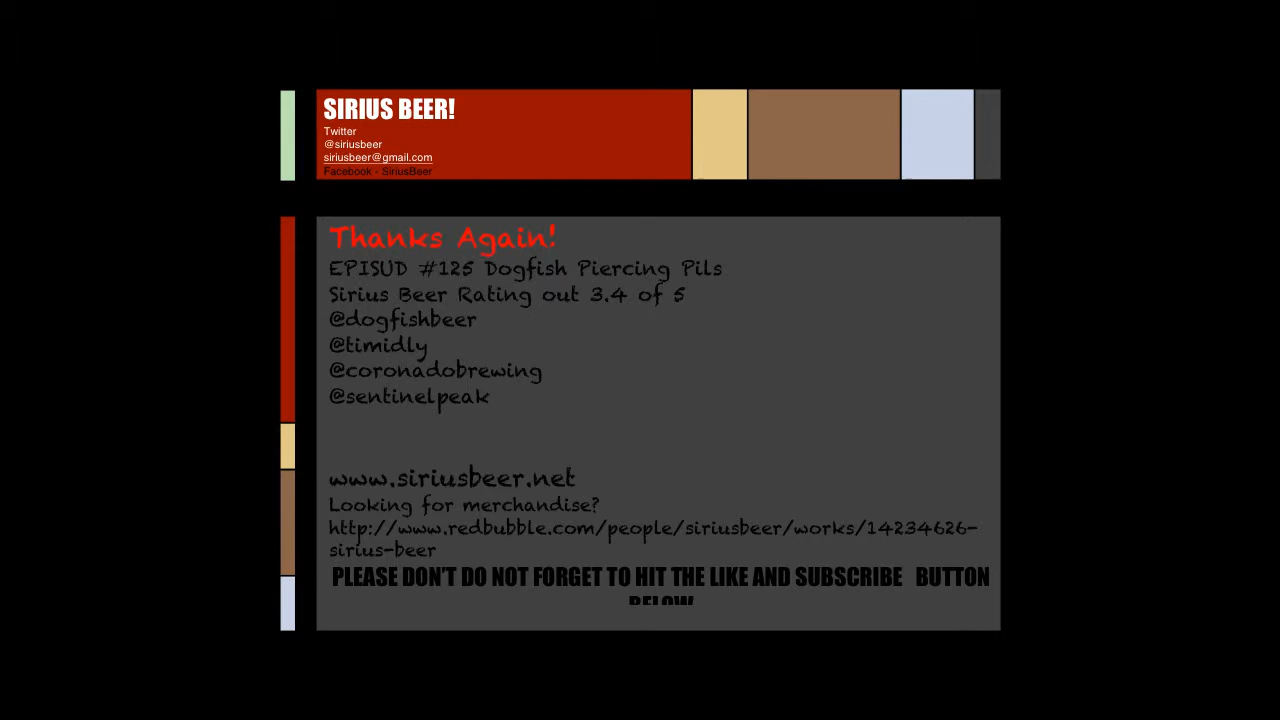 SIRIUS BEER!
Twitter
@siriusbeer
siriusbeer@gmail.com
Facebook - SiriusBeer
Thanks Again!
EPISUD #125 Dogfish Piercing Pils
Sirius Beer Rating out 3.4 of 5
@dogfishbeer
@timidly
@coronadobrewing
@sentinelpeak
www.siriusbeer.net
Looking for merchandise?
http://www.redbubble.com/people/siriusbeer/works/14234626-
sirius-beer
PLEASE DON'T DO NOT FORGET TO HIT THE LIKE AND SUBSCRIBE BUTTON
BELOW